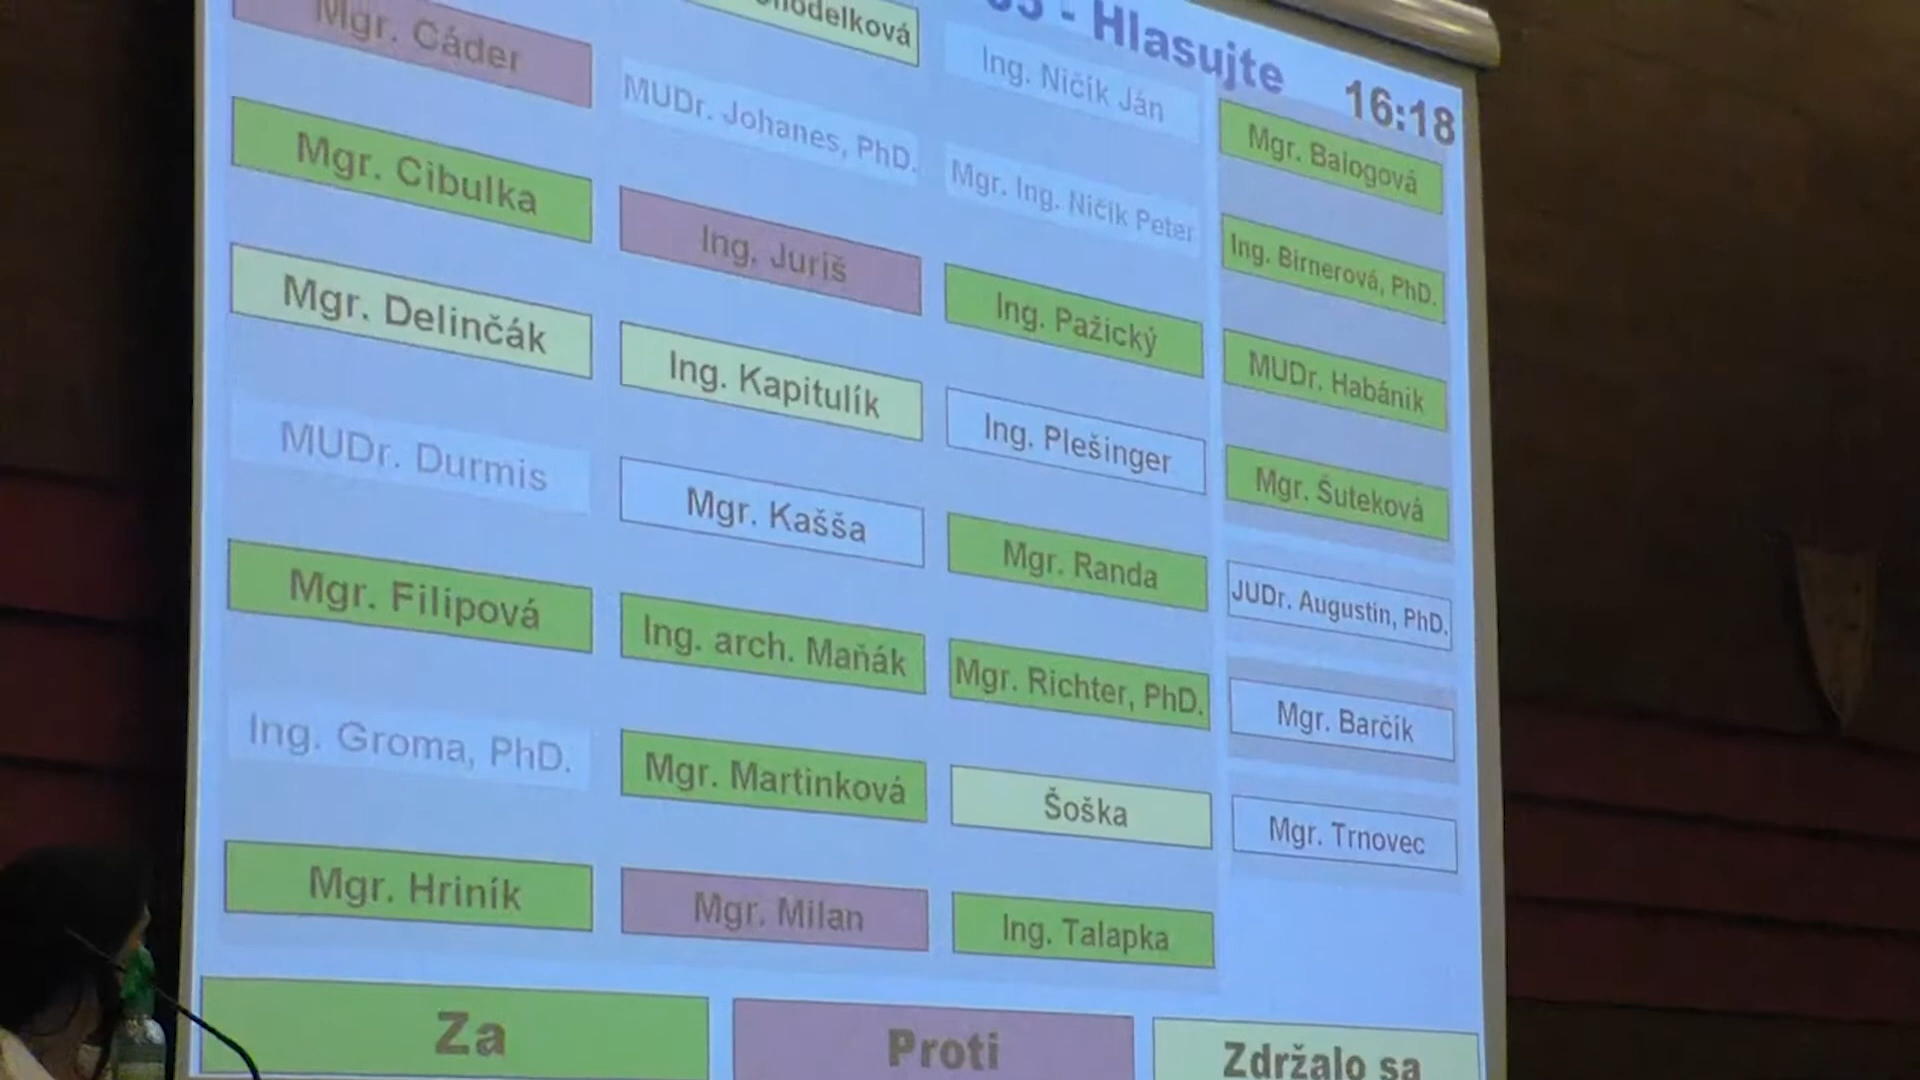 - Hlasujte
16:18
Mgr. Cáder
Mgr. Cibulka
Mgr. Delinčák
MUDr. Durmis
Mgr. Filipová
Ing. Groma, PhD.
Mgr. Hriník
MUDr. Johanes, PhD.
Ing. Juriš
Ing. Kapitulík
Mgr. Kašša
Ing. arch. Maňák
Mgr. Martinková
Mgr. Milan
Ing. Ničík Ján
Mgr. Ing. Ničík Peter
Ing. Pažický
Ing. Plešinger
Mgr. Randa
Mgr. Richter, PhD.
Šoška
Ing. Talapka
Mgr. Balogová
Ing. Birnerová, PhD.
MUDr. Habánik
Mgr. Šuteková
JUDr. Augustin, PhD.
Mgr. Barčík
Mgr. Trnovec
Za
Proti
Zdržalo sa